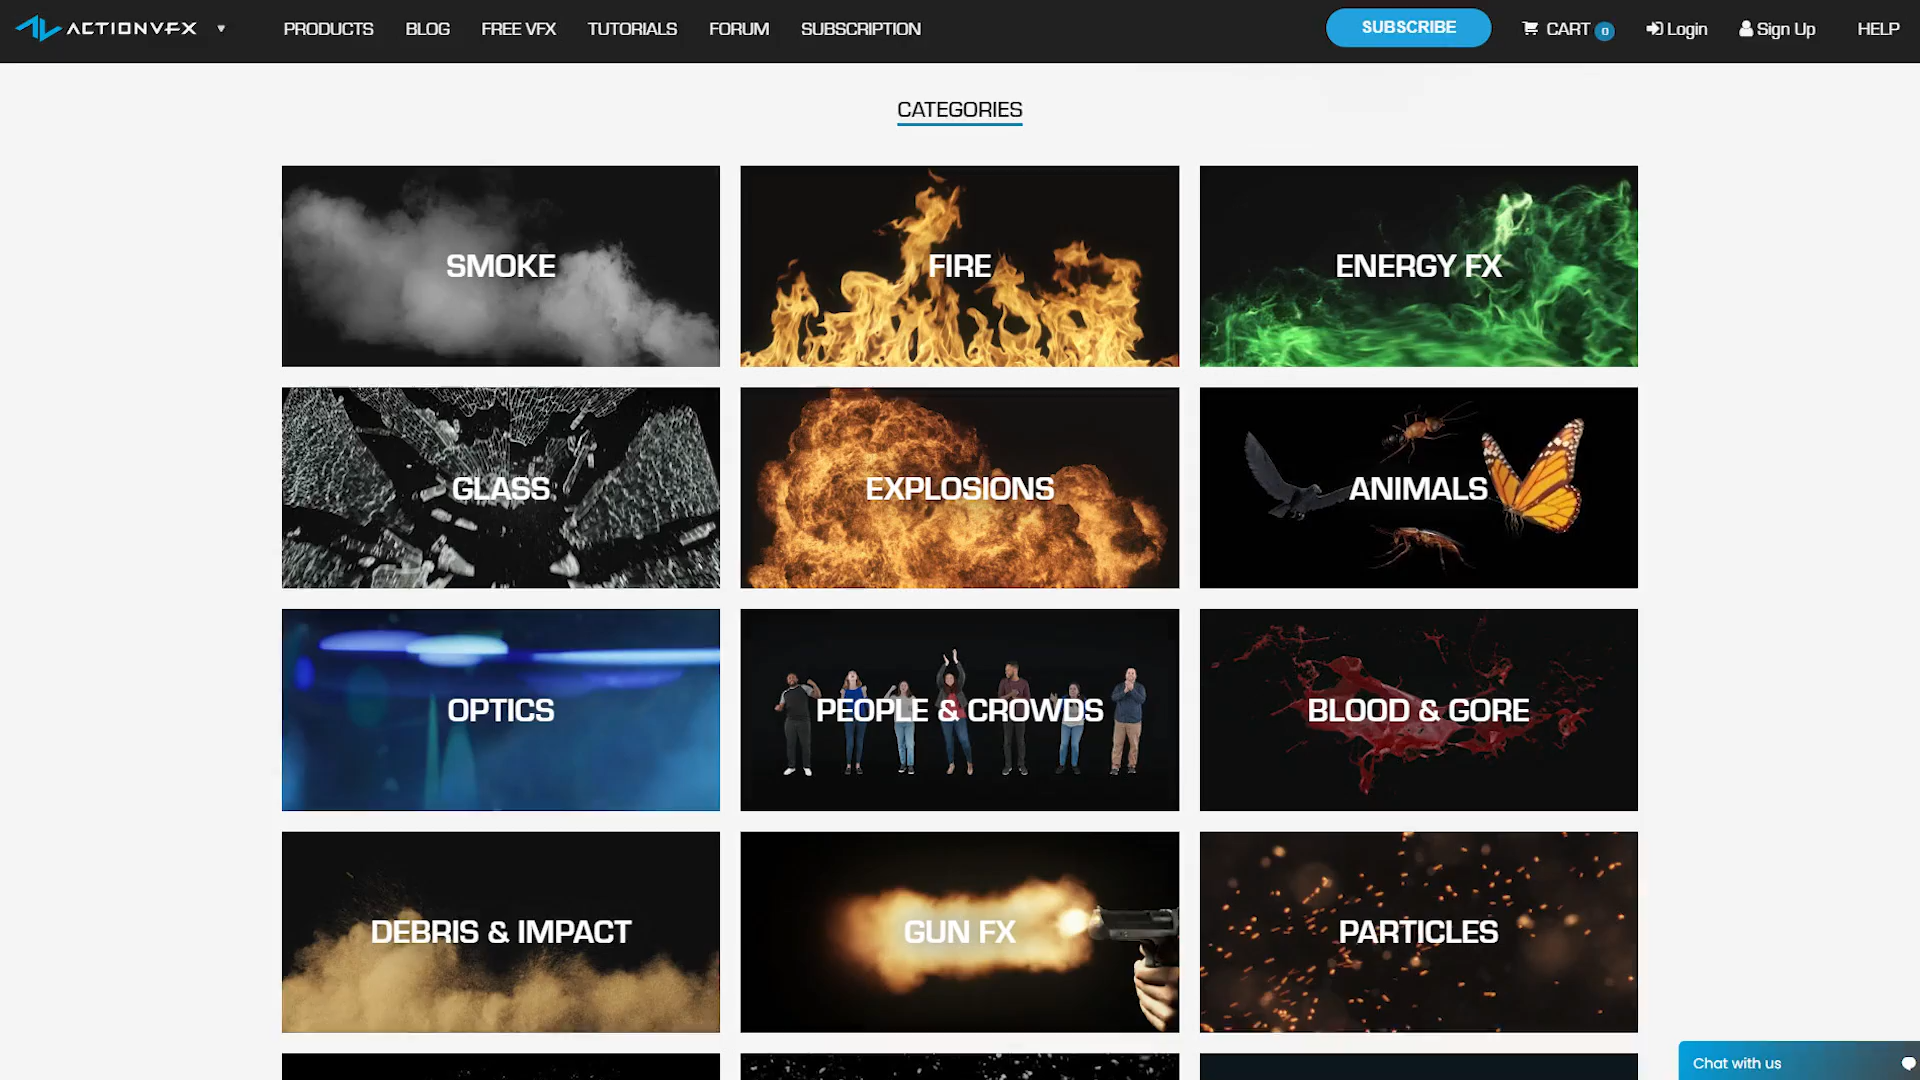 ACTIONVFX PRODUCTS BLOG FREE VFX TUTORIALS FORUM SUBSCRIPTION SUBSCRIBE CART 0 Login Sign Up HELP
CATEGORIES
SMOKE FIRE ENERGY FX
GLASS EXPLOSIONS ANIMALS
OPTICS PEOPLE & CROWDS BLOOD & GORE
DEBRIS & IMPACT GUN FX PARTICLES
Chat with us